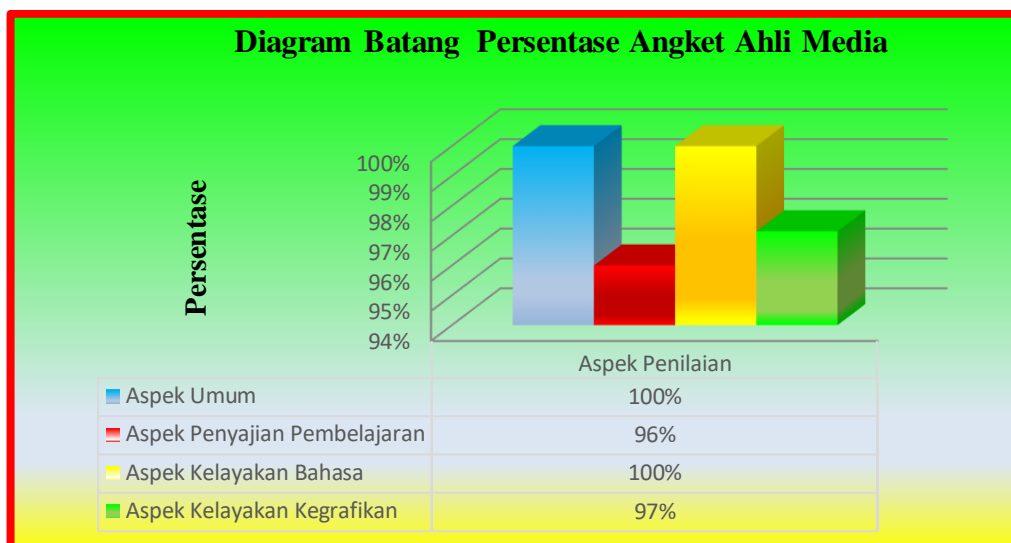 Diagram Batang Persentase Angket Ahli Media
Persentase
100%
99%
98%
97%
96%
95%
94%
Aspek Penilaian
Aspek Umum 100%
Aspek Penyajian Pembelajaran 96%
Aspek Kelayakan Bahasa 100%
Aspek Kelayakan Kegrafikan 97%